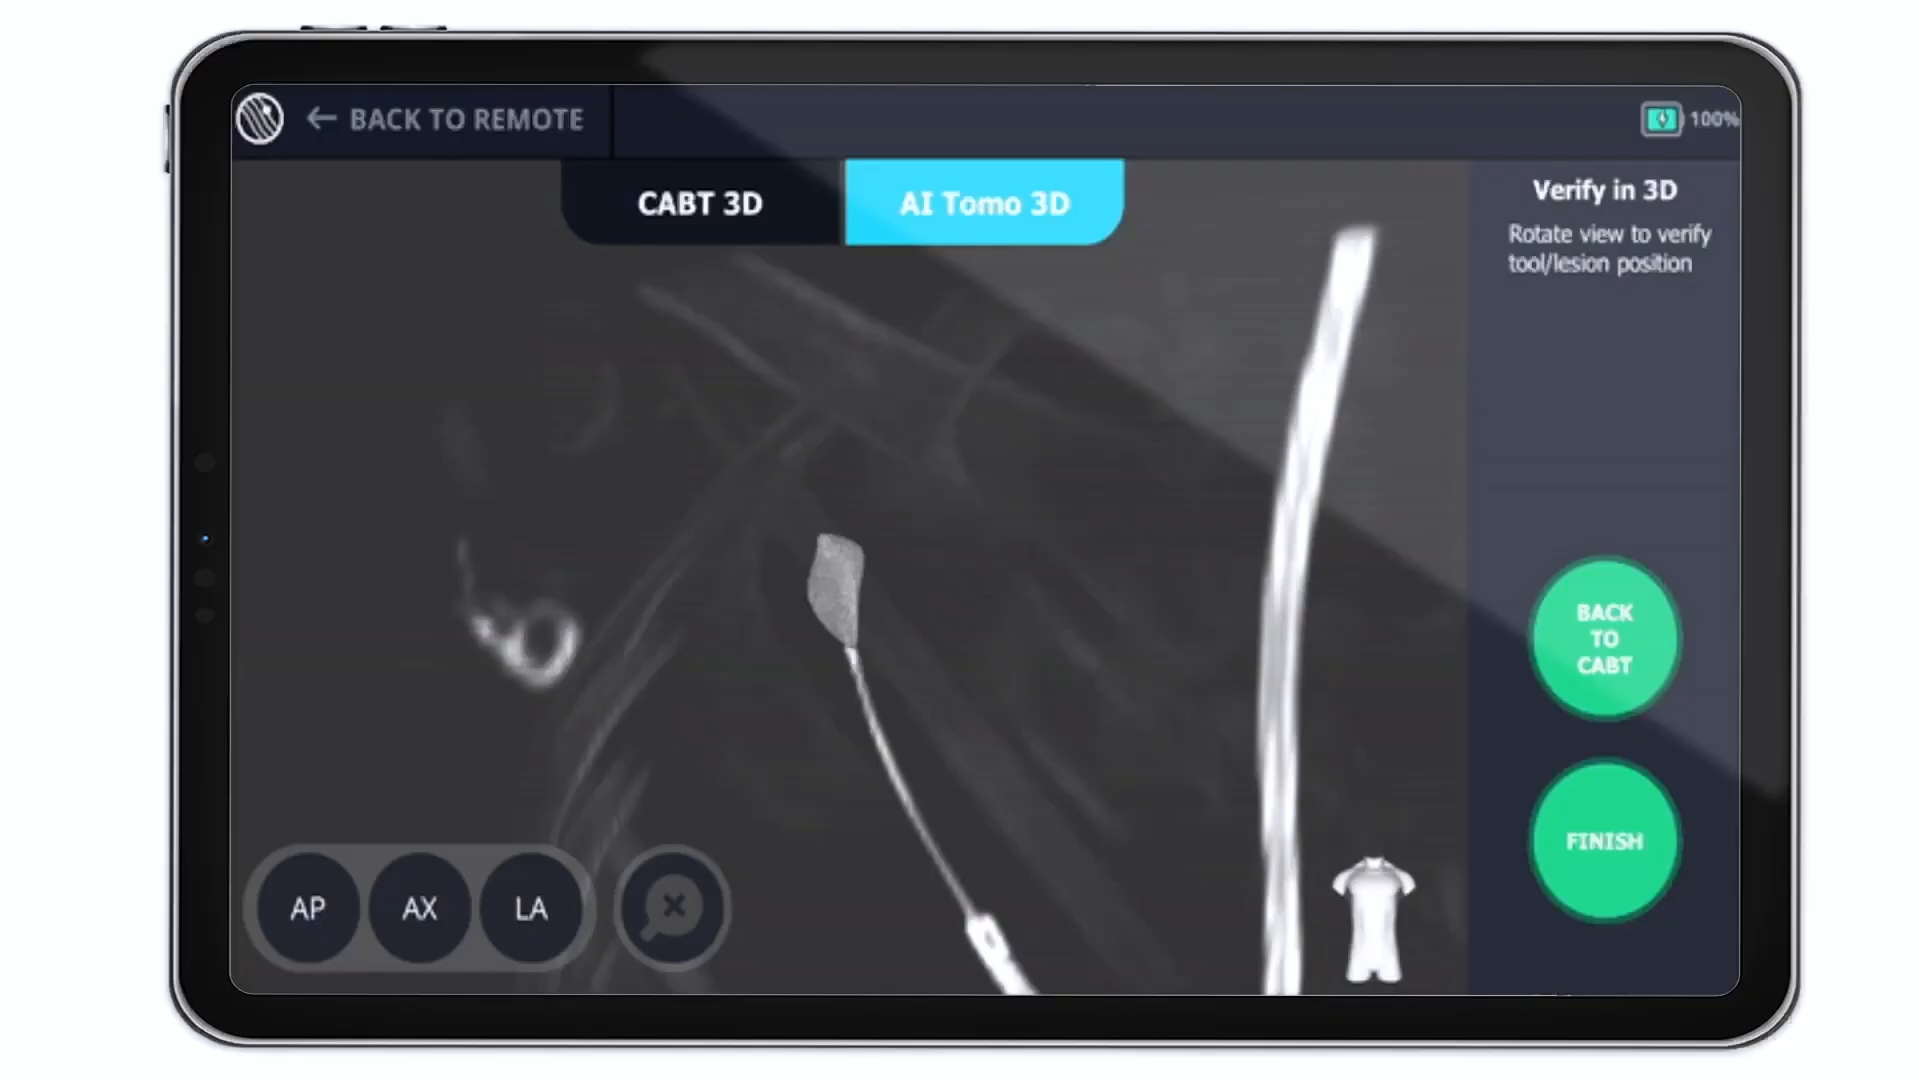 BACK TO REMOTE
100%
CABT 3D
AI Tomo 3D
Verify in 3D
Rotate view to verify
tool/lesion position
BACK
TO
CABT
FINISH
AP
AX
LA